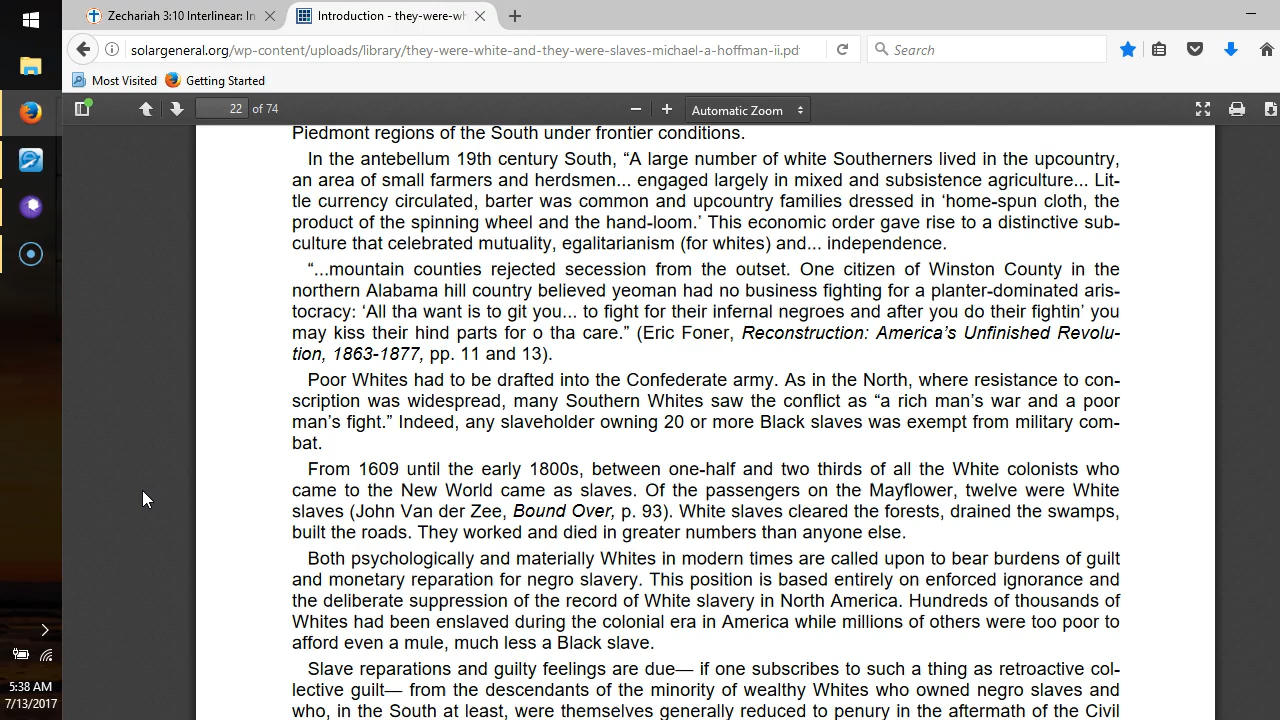 Zechariah 3:10 Interlinear: In
Introduction - they-were-wh
solargeneral.org/wp-content/uploads/library/they-were-white-and-they-were-slaves-michael-a-hoffman-ii.pd
Search
Most Visited
Getting Started
22 of 74
Automatic Zoom
Piedmont regions of the South under frontier conditions.
In the antebellum 19th century South, “A large number of white Southerners lived in the upcountry,
an area of small farmers and herdsmen... engaged largely in mixed and subsistence agriculture... Lit-
tle currency circulated, barter was common and upcountry families dressed in ‘home-spun cloth, the
product of the spinning wheel and the hand-loom.’ This economic order gave rise to a distinctive sub-
culture that celebrated mutuality, egalitarianism (for whites) and... independence.
“...mountain counties rejected secession from the outset. One citizen of Winston County in the
northern Alabama hill country believed yeoman had no business fighting for a planter-dominated aris-
tocracy: ‘All tha want is to git you... to fight for their infernal negroes and after you do their fightin’ you
may kiss their hind parts for o tha care.” (Eric Foner, Reconstruction: America’s Unfinished Revolu-
tion, 1863-1877, pp. 11 and 13).
Poor Whites had to be drafted into the Confederate army. As in the North, where resistance to con-
scription was widespread, many Southern Whites saw the conflict as “a rich man’s war and a poor
man’s fight.” Indeed, any slaveholder owning 20 or more Black slaves was exempt from military com-
bat.
From 1609 until the early 1800s, between one-half and two thirds of all the White colonists who
came to the New World came as slaves. Of the passengers on the Mayflower, twelve were White
slaves (John Van der Zee, Bound Over, p. 93). White slaves cleared the forests, drained the swamps,
built the roads. They worked and died in greater numbers than anyone else.
Both psychologically and materially Whites in modern times are called upon to bear burdens of guilt
and monetary reparation for negro slavery. This position is based entirely on enforced ignorance and
the deliberate suppression of the record of White slavery in North America. Hundreds of thousands of
Whites had been enslaved during the colonial era in America while millions of others were too poor to
afford even a mule, much less a Black slave.
Slave reparations and guilty feelings are due— if one subscribes to such a thing as retroactive col-
lective guilt— from the descendants of the minority of wealthy Whites who owned negro slaves and
who, in the South at least, were themselves generally reduced to penury in the aftermath of the Civil
5:38 AM
7/13/2017